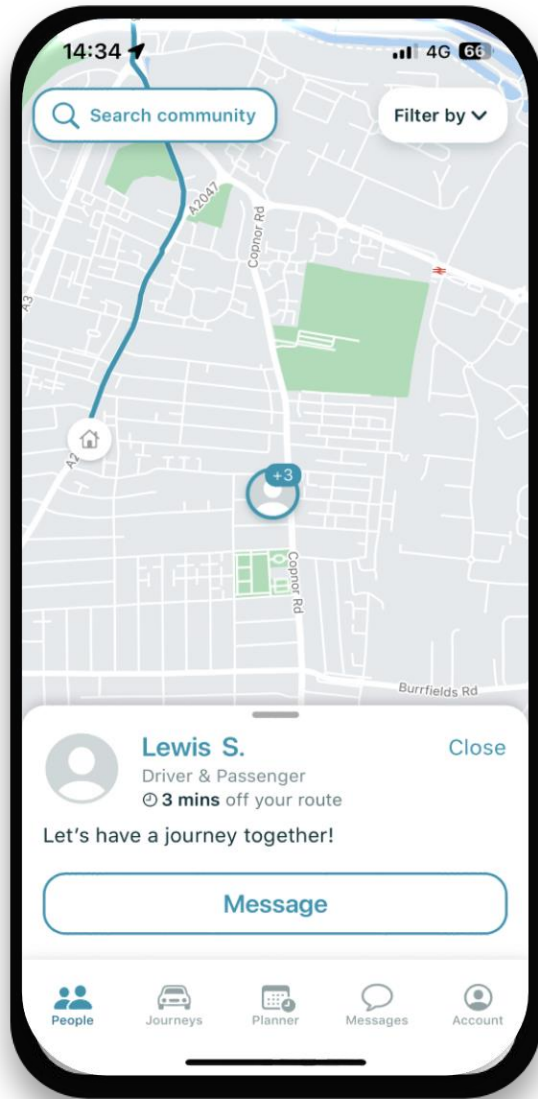 14:34
4G 66
Search community
Filter by
A2047
Copnor Rd
A3
A2
+3
Copnor Rd
Burrfields Rd
Lewis S.
Close
Driver & Passenger
3 mins off your route
Let's have a journey together!
Message
People
Journeys
Planner
Messages
Account